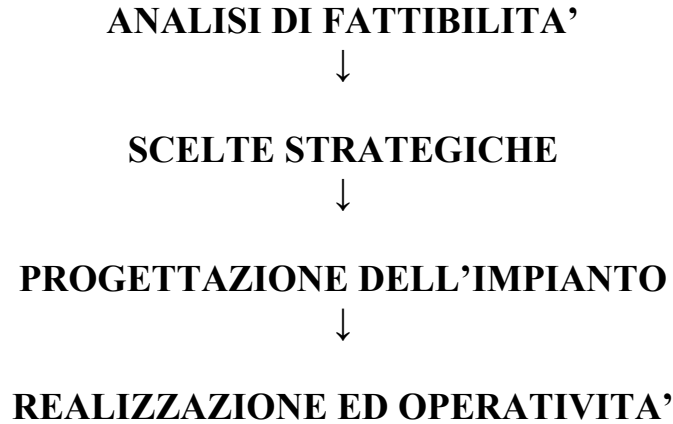 ANALISI DI FATTIBILITA’
↓
SCELTE STRATEGICHE
↓
PROGETTAZIONE DELL’IMPIANTO
↓
REALIZZAZIONE ED OPERATIVITA’